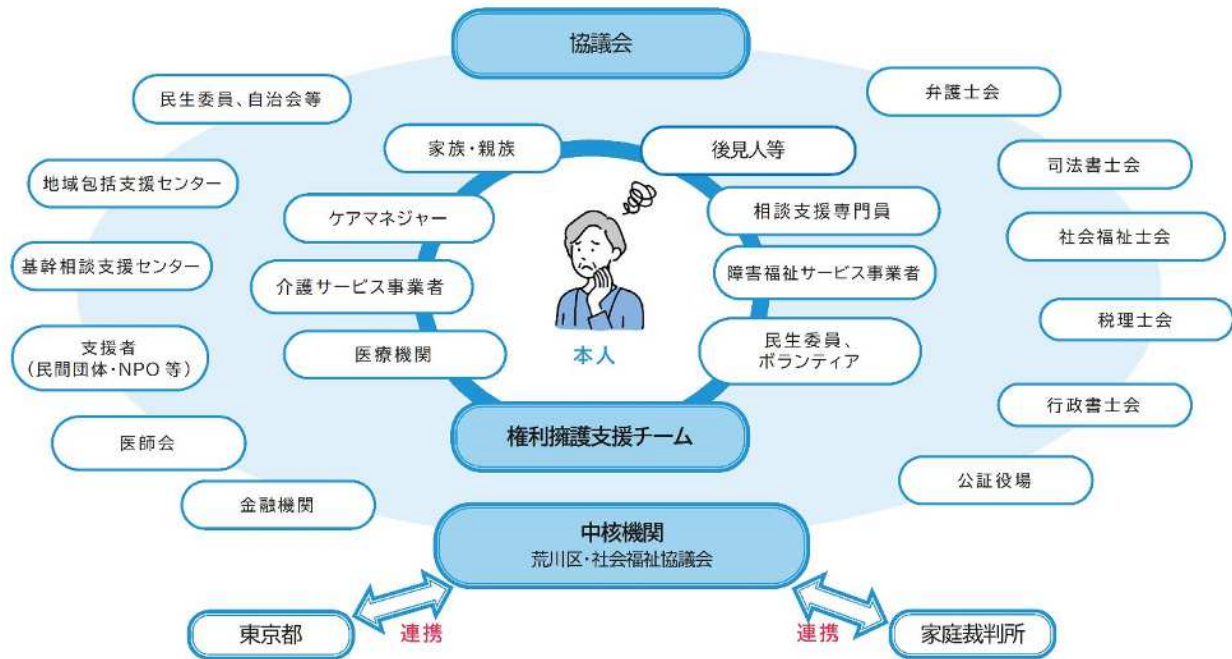 協議会
民生委員、自治会等
弁護士会
家族・親族
後見人等
地域包括支援センター
司法書士会
ケアマネジャー
相談支援専門員
社会福祉士会
基幹相談支援センター
介護サービス事業者
障害福祉サービス事業者
税理士会
支援者
(民間団体・NPO 等)
医療機関
本人
民生委員、
ボランティア
行政書士会
医師会
権利擁護支援チーム
公証役場
金融機関
中核機関
荒川区・社会福祉協議会
東京都
連携
連携
家庭裁判所